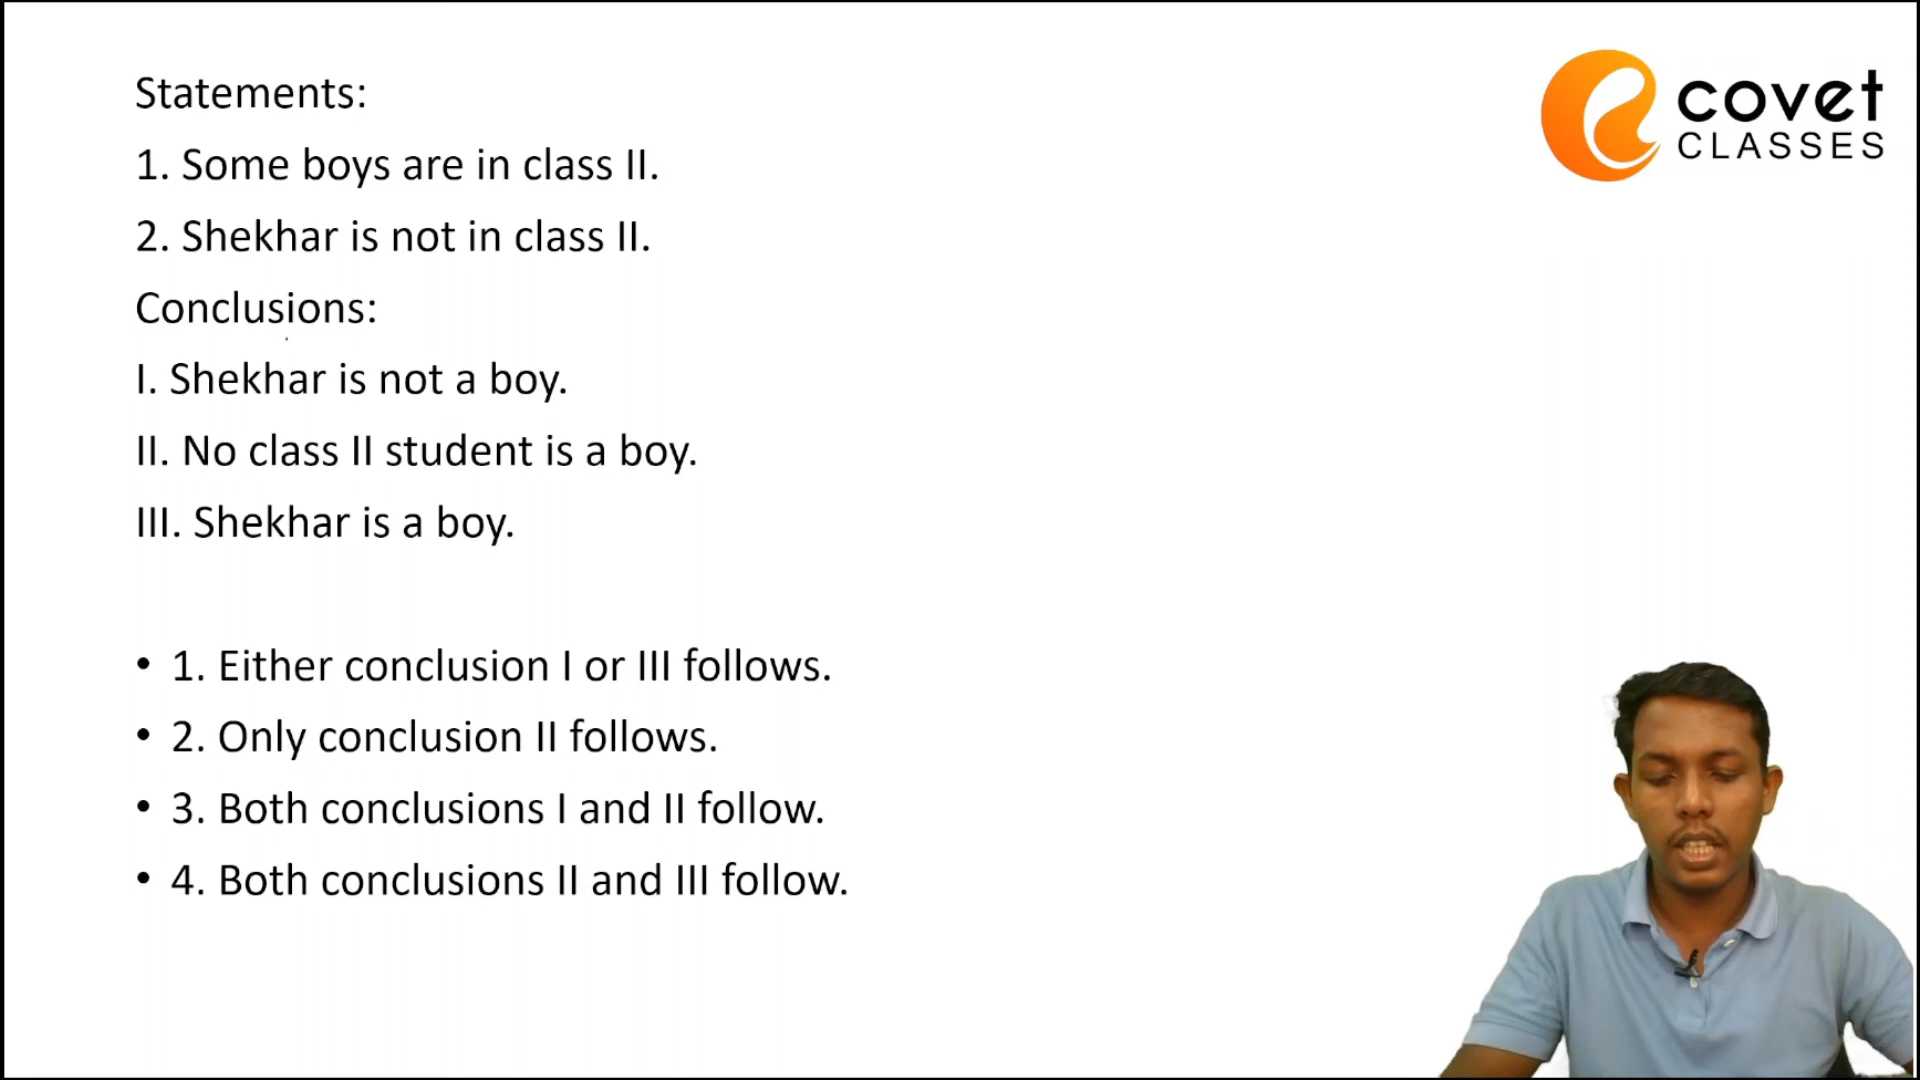 Statements:
1. Some boys are in class II.
2. Shekhar is not in class II.
Conclusions:
I. Shekhar is not a boy.
II. No class II student is a boy.
III. Shekhar is a boy.
• 1. Either conclusion I or III follows.
• 2. Only conclusion II follows.
• 3. Both conclusions I and II follow.
• 4. Both conclusions II and III follow.
covet
CLASSES